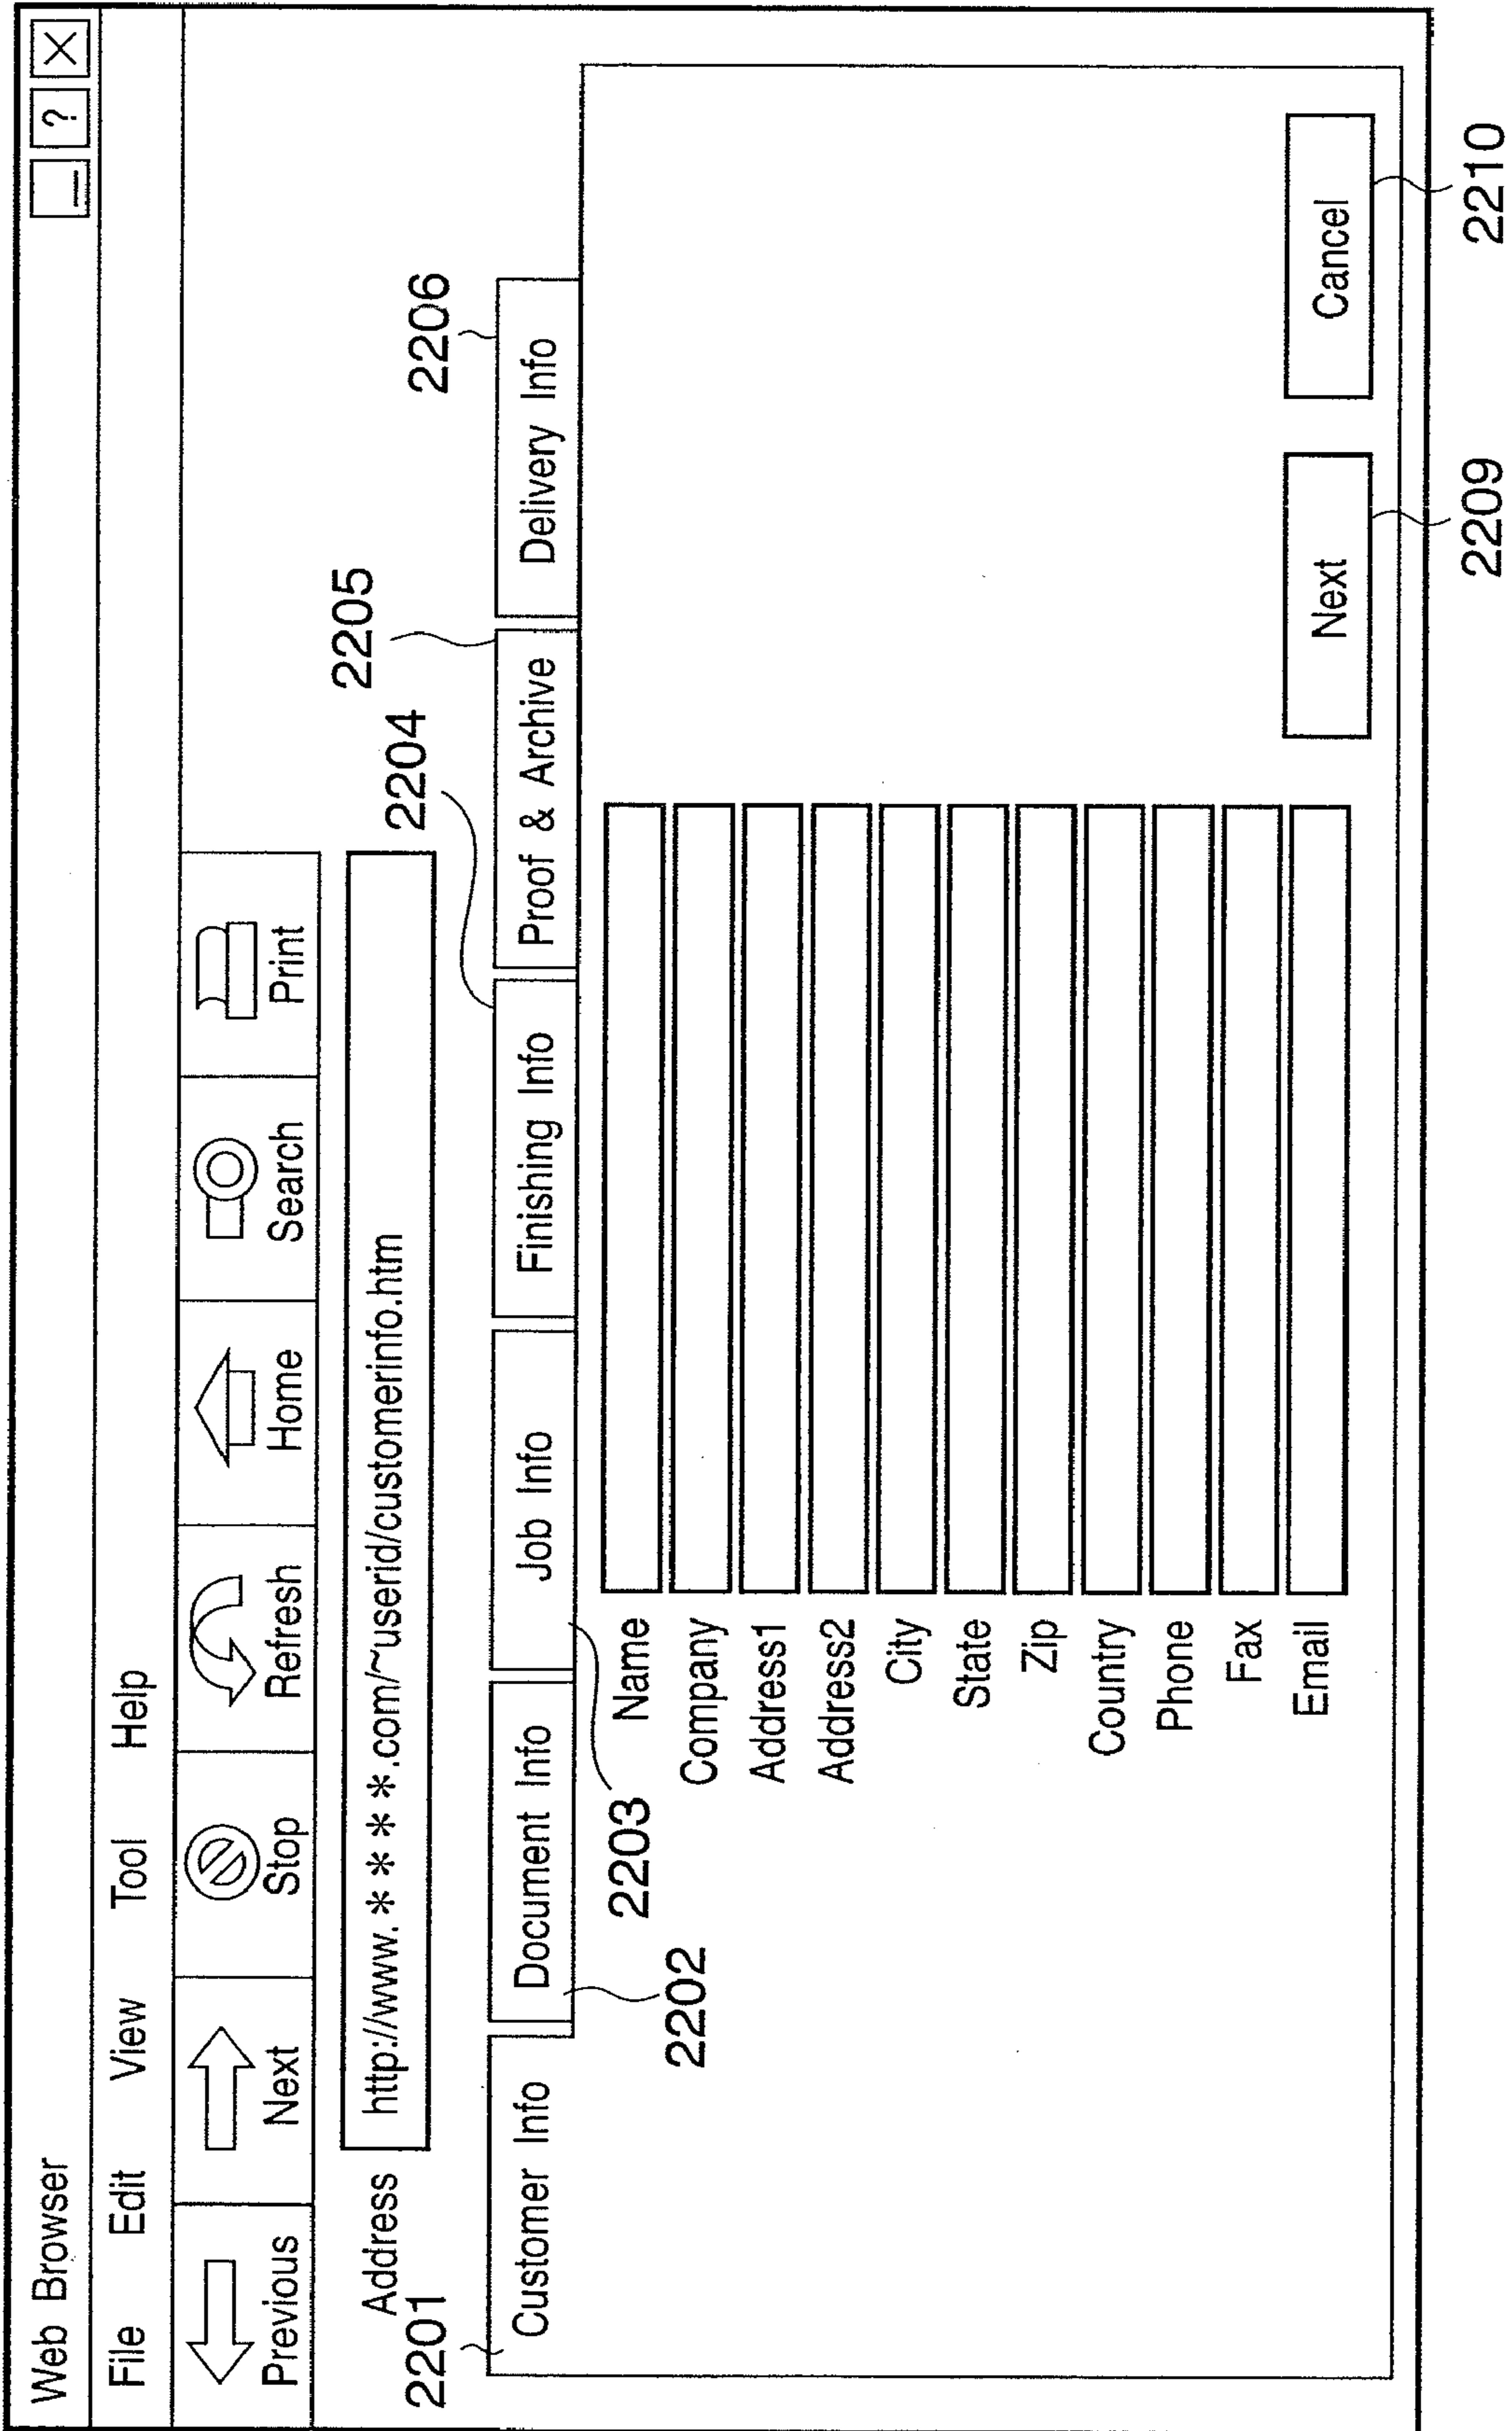 Web Browser
_ ? X
File Edit View Tool Help
Previous Next Stop Refresh Home Search Print
Address http://www.****.com/~userid/customerinfo.htm
2201 2204 2205 2206
Customer Info Document Info Job Info Finishing Info Proof & Archive Delivery Info
2202 2203
Name
Company
Address1
Address2
City
State
Zip
Country
Phone
Fax
Email
Next Cancel
2209 2210